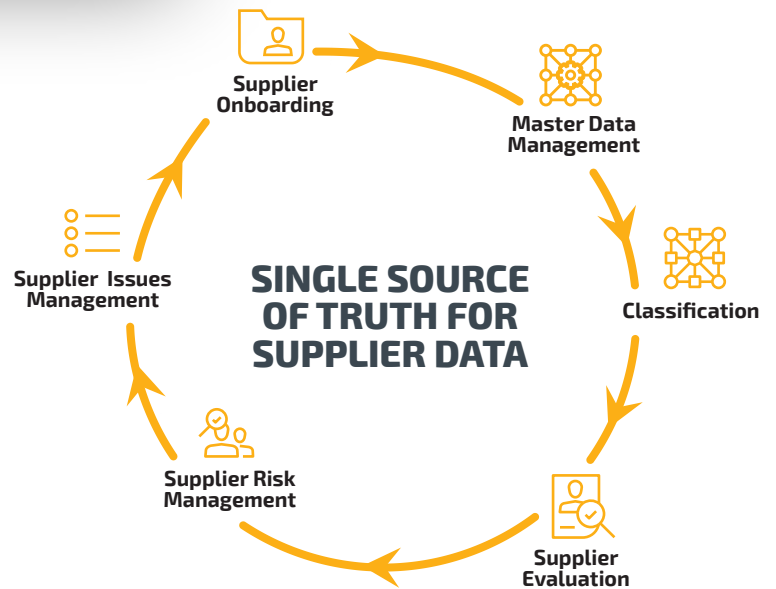 Supplier
Onboarding
Master Data
Management
Classification
Supplier
Evaluation
Supplier Risk
Management
Supplier Issues
Management
SINGLE SOURCE
OF TRUTH FOR
SUPPLIER DATA